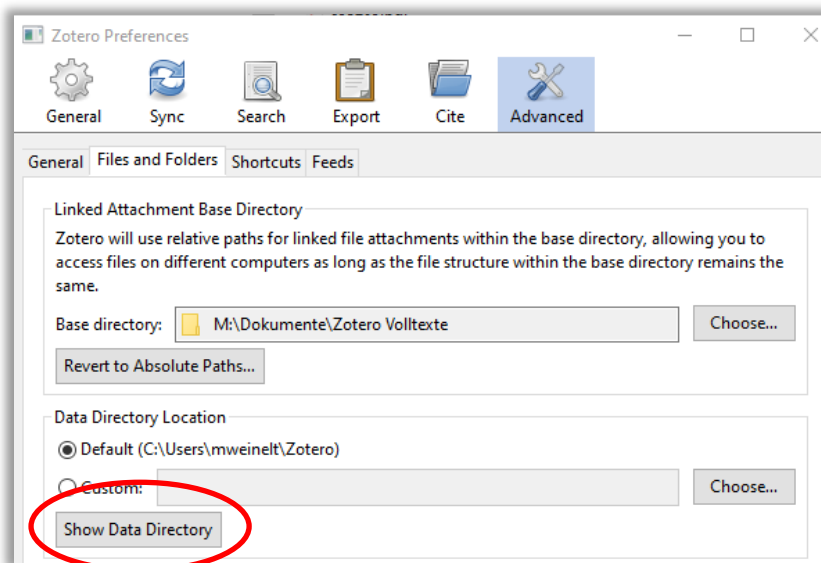 Zotero Preferences
General Sync Search Export Cite Advanced
General Files and Folders Shortcuts Feeds
Linked Attachment Base Directory
Zotero will use relative paths for linked file attachments within the base directory, allowing you to
access files on different computers as long as the file structure within the base directory remains the
same.
Base directory: M:\Dokumente\Zotero Volltexte Choose...
Revert to Absolute Paths...
Data Directory Location
Default (C:\Users\mweinelt\Zotero)
Custom: Choose...
Show Data Directory